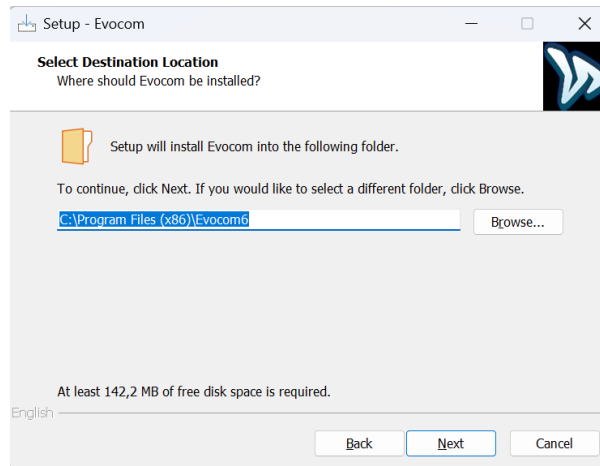 Setup - Evocom
Select Destination Location
Where should Evocom be installed?
Setup will install Evocom into the following folder.
To continue, click Next. If you would like to select a different folder, click Browse.
C:\Program Files (x86)\Evocom6
Browse...
At least 142,2 MB of free disk space is required.
English
Back Next Cancel